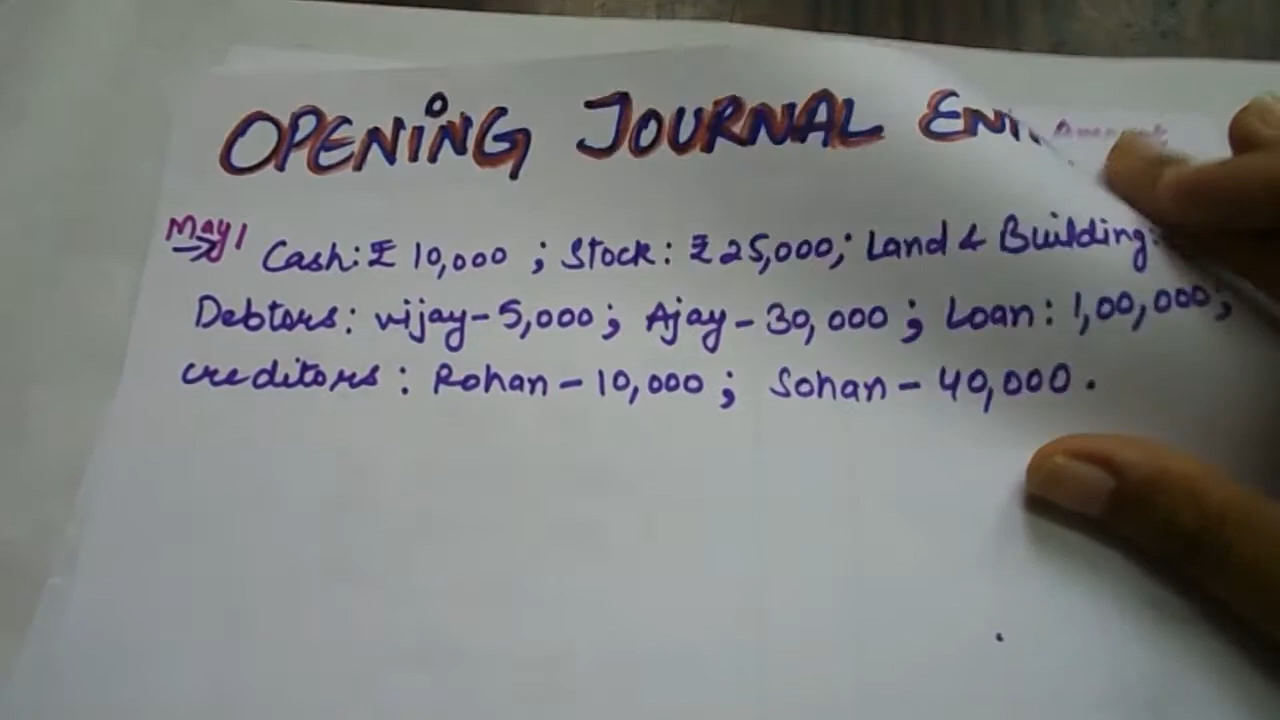 OPENING JOURNAL
May 1
Cash: ₹ 10,000 ; Stock : ₹ 25,000; Land & Building:
Debtors: vijay - 5,000 ; Ajay - 30,000 ; Loan : 1,00,000;
creditors : Rohan - 10,000 ; Sohan - 40,000 .